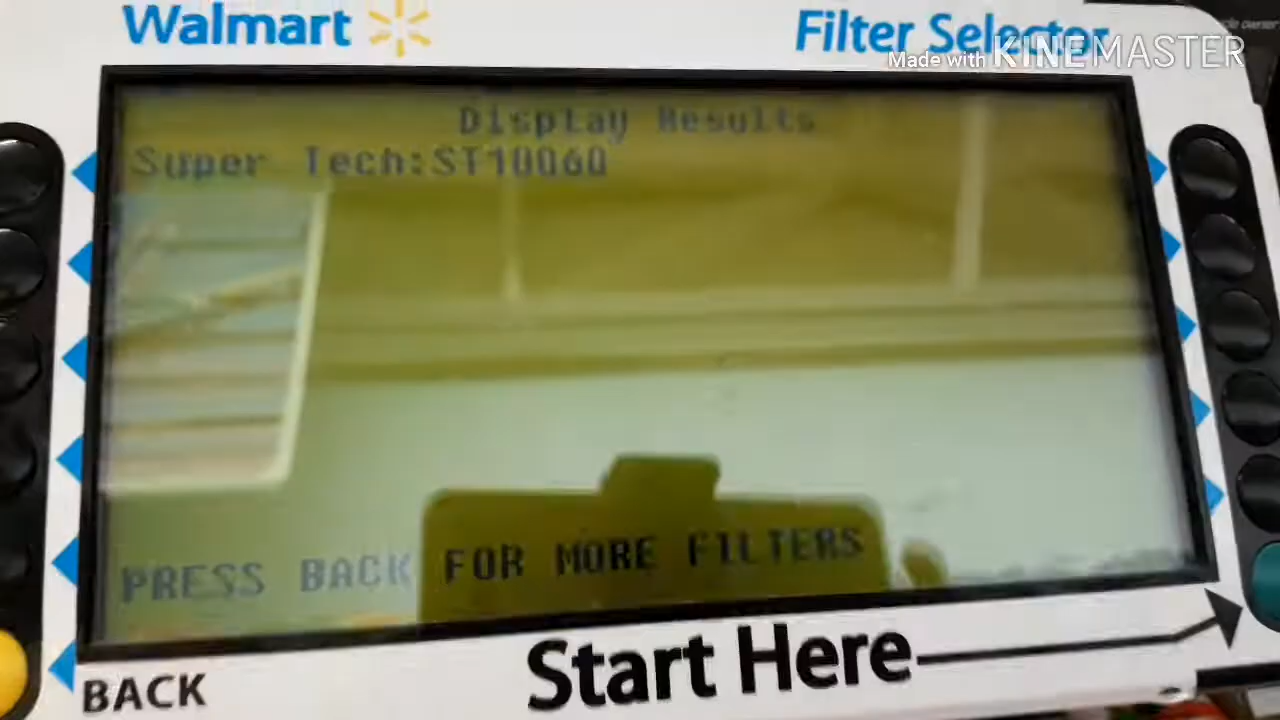 Walmart
Filter Selector
Made with KINEMASTER
Display Results
Super Tech:ST10060
PRESS BACK FOR MORE FILTERS
Start Here
BACK